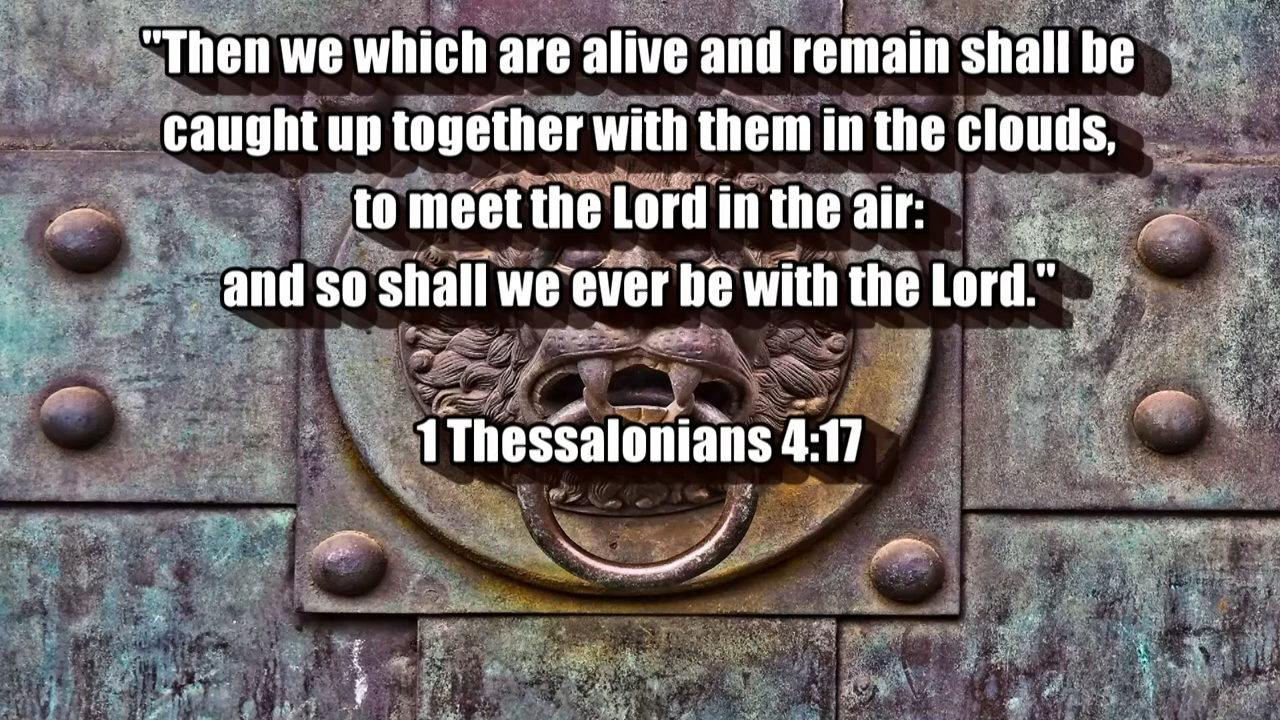 "Then we which are alive and remain shall be
caught up together with them in the clouds,
to meet the Lord in the air:
and so shall we ever be with the Lord."
1 Thessalonians 4:17